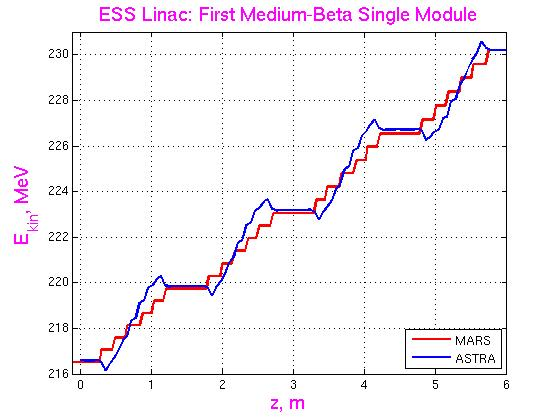 ESS Linac: First Medium-Beta Single Module
E_kin, MeV
230
228
226
224
222
220
218
216
0 1 2 3 4 5 6
z, m
MARS
ASTRA